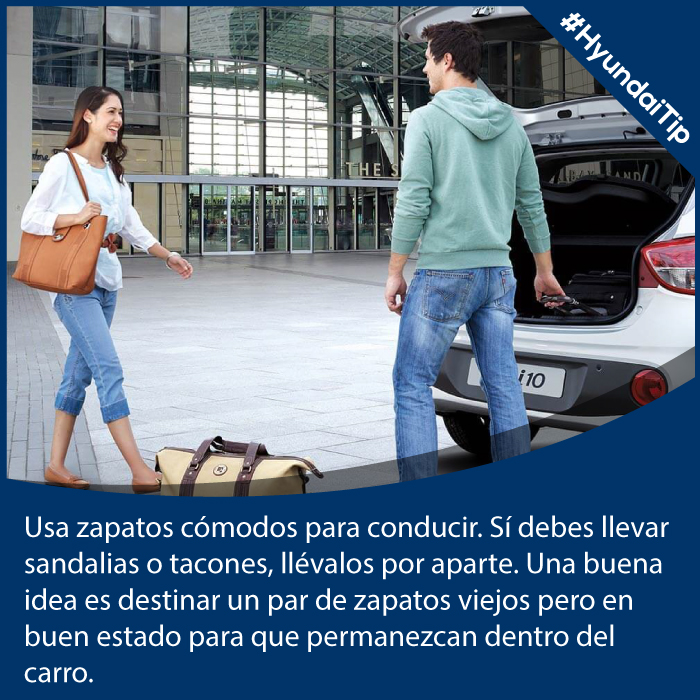 #HyundaiTip
THE S
i10
Usa zapatos cómodos para conducir. Sí debes llevar
sandalias o tacones, llévalos por aparte. Una buena
idea es destinar un par de zapatos viejos pero en
buen estado para que permanezcan dentro del
carro.